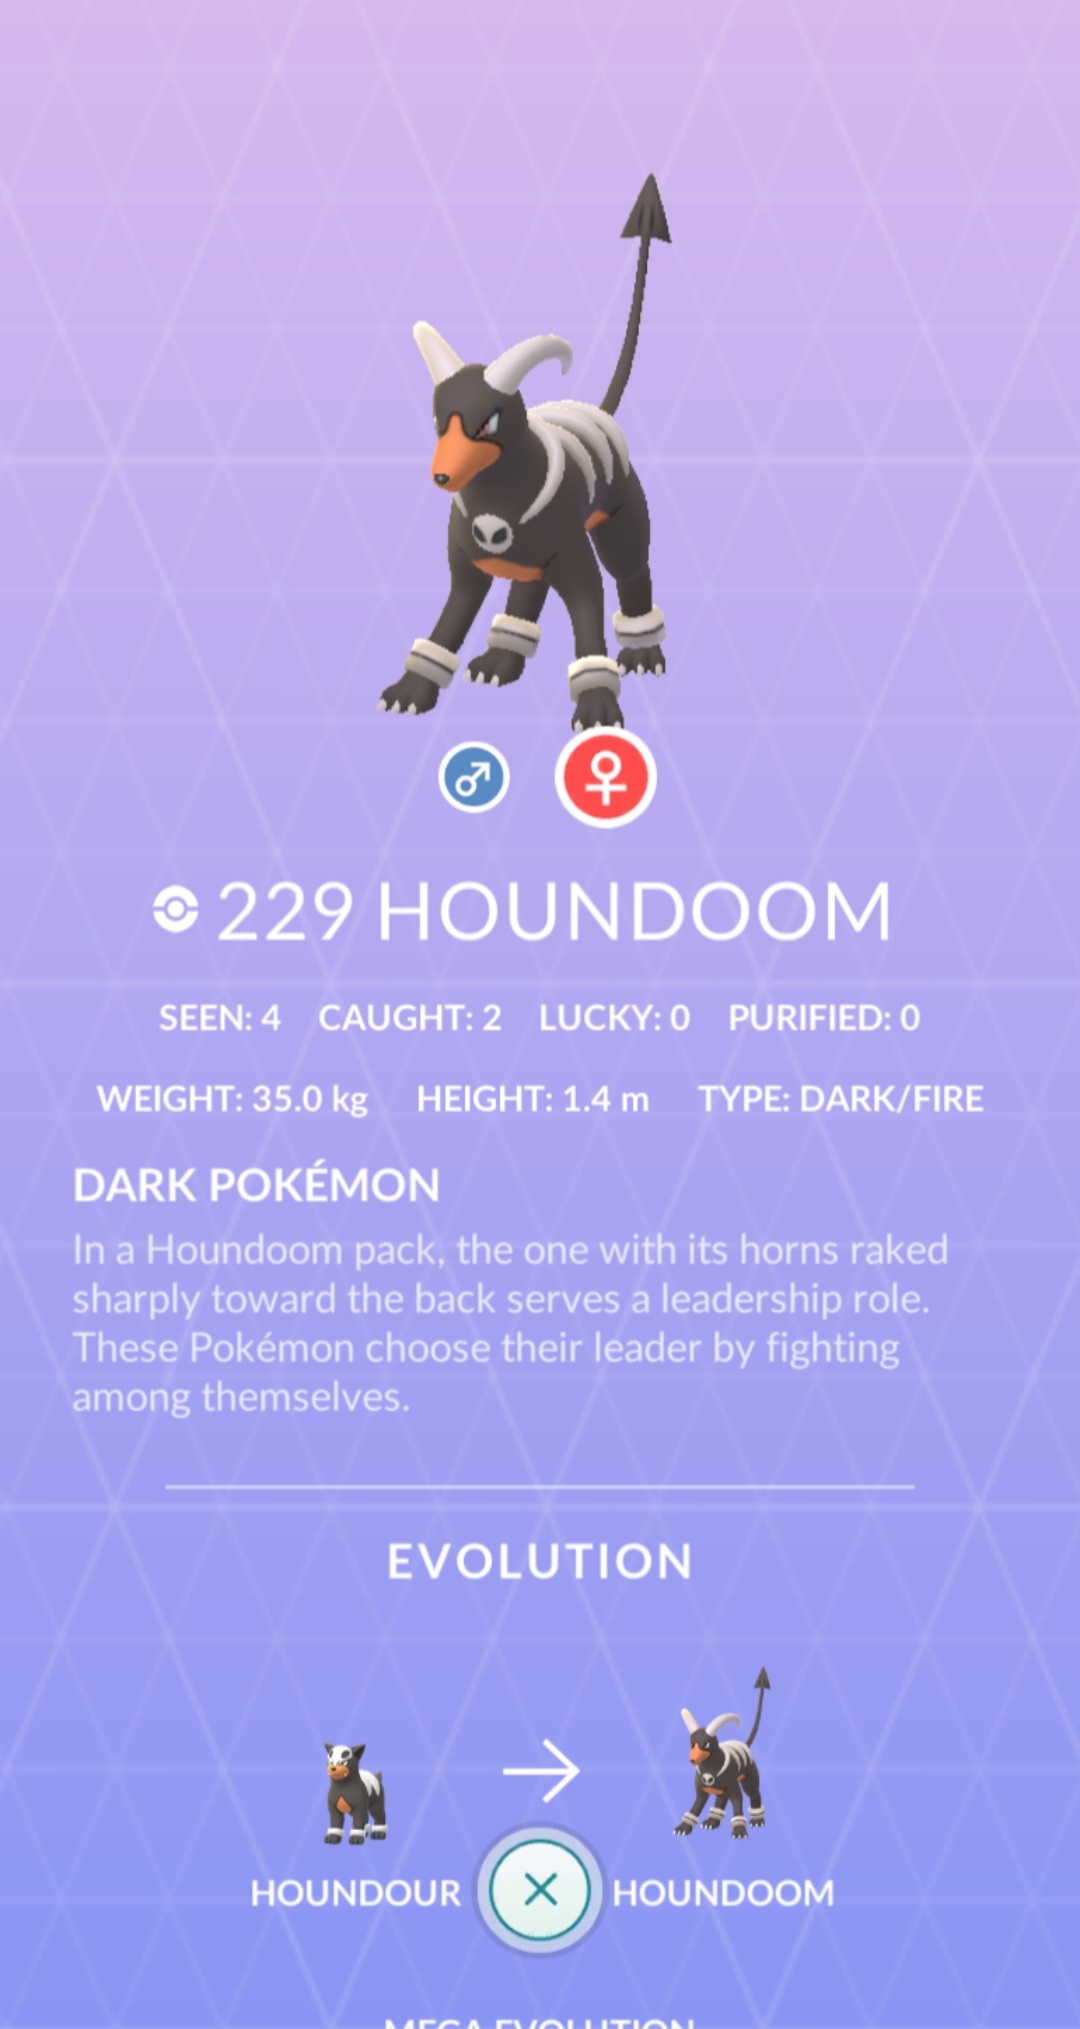 229 HOUNDOOM
SEEN: 4 CAUGHT: 2 LUCKY: 0 PURIFIED: 0
WEIGHT: 35.0 kg HEIGHT: 1.4 m TYPE: DARK/FIRE
DARK POKÉMON
In a Houndoom pack, the one with its horns raked
sharply toward the back serves a leadership role.
These Pokémon choose their leader by fighting
among themselves.
EVOLUTION
HOUNDOUR HOUNDOOM
MEGA EVOLUTION